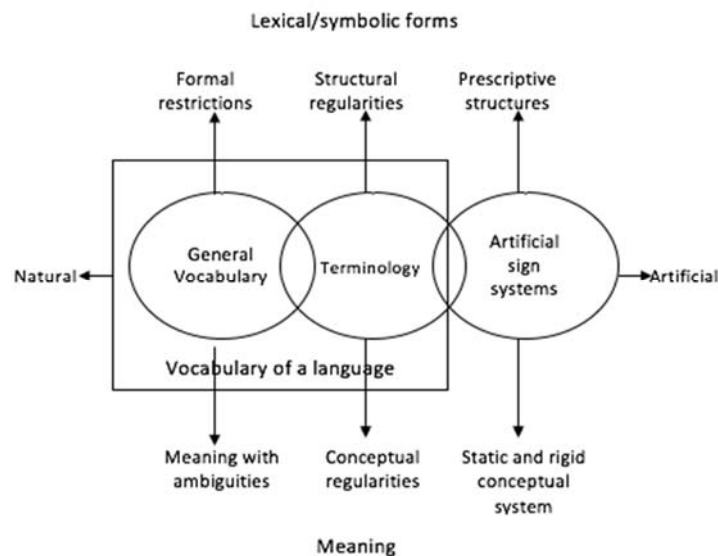 Lexical/symbolic forms
Formal
restrictions
Structural
regularities
Prescriptive
structures
General
Vocabulary
Terminology
Artificial
sign
systems
Natural
Artificial
Vocabulary of a language
Meaning with
ambiguities
Conceptual
regularities
Static and rigid
conceptual
system
Meaning